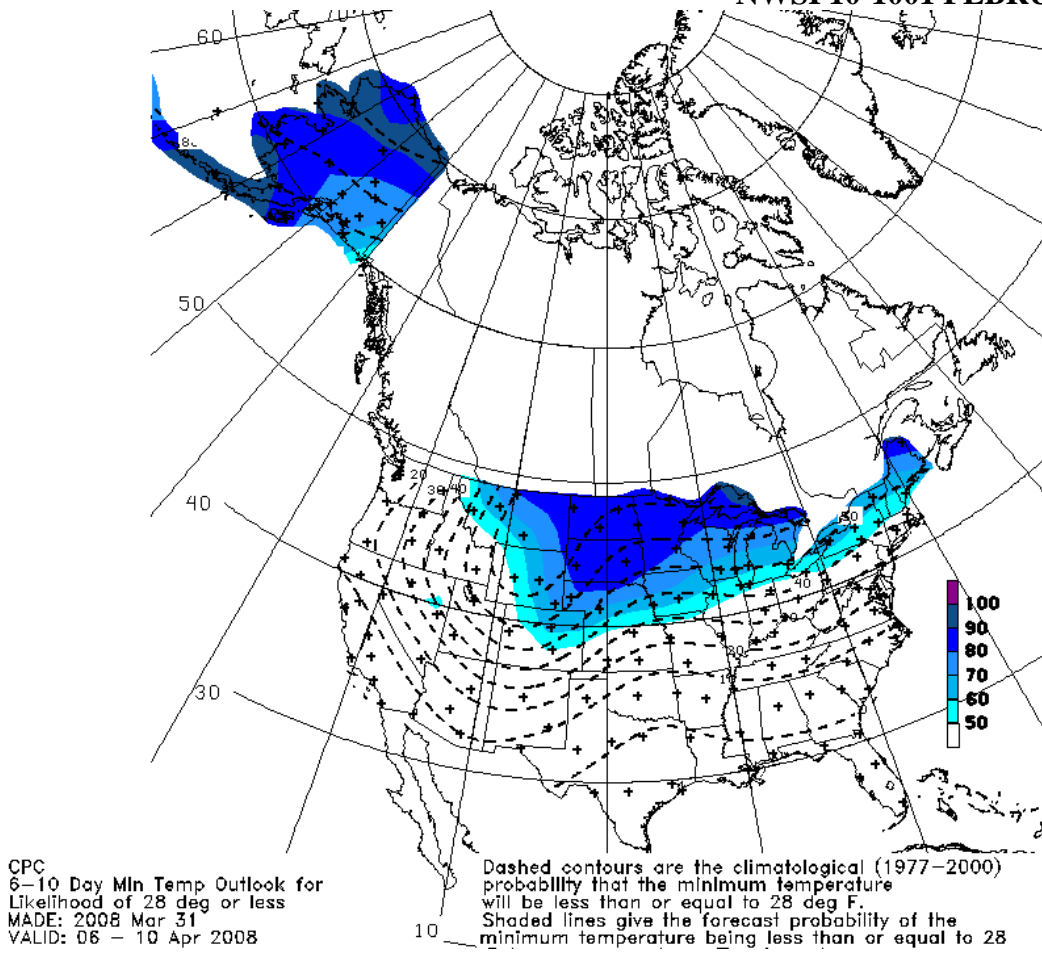 60
50
40
30
10
20
30
40
50
40
30
20
10
100
90
80
70
60
50
CPC
6-10 Day Min Temp Outlook for
Likelihood of 28 deg or less
MADE: 2008 Mar 31
VALID: 06 - 10 Apr 2008
Dashed contours are the climatological (1977-2000)
probability that the minimum temperature
will be less than or equal to 28 deg F.
Shaded lines give the forecast probability of the
minimum temperature being less than or equal to 28